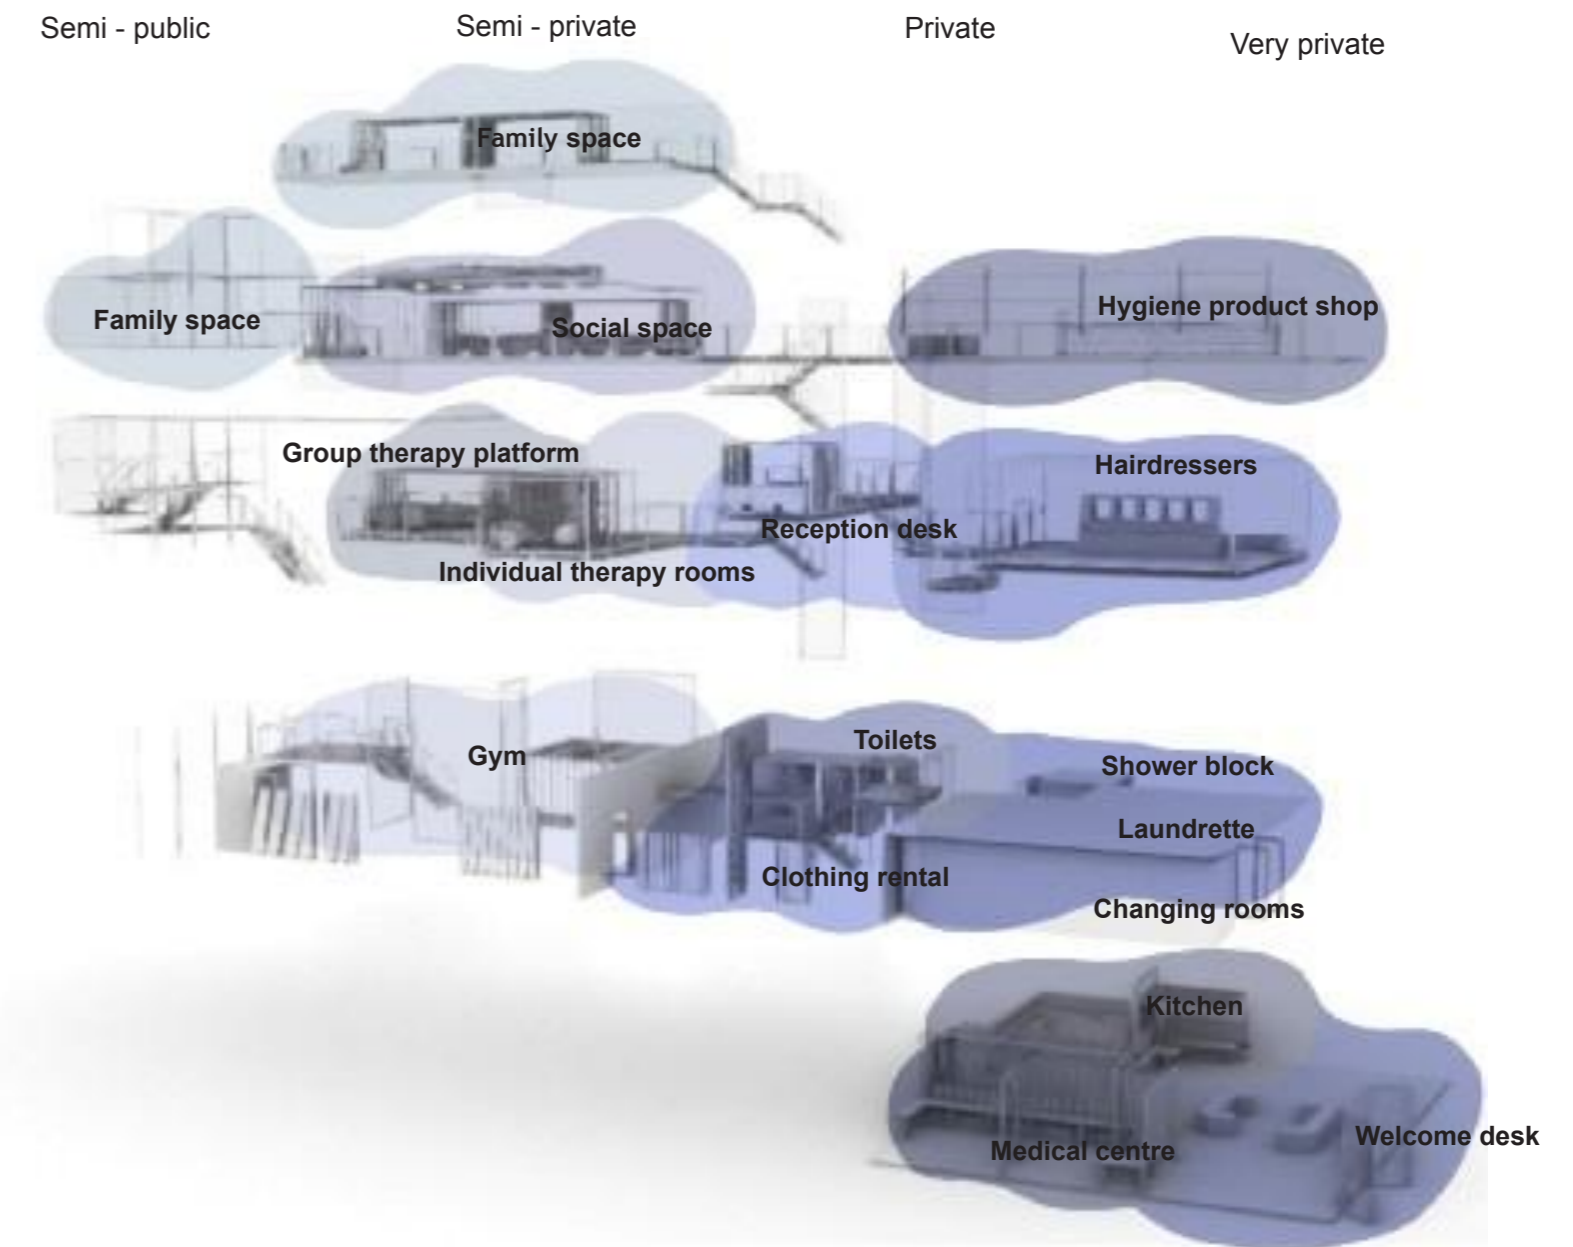 Semi - public
Semi - private
Private
Very private
Family space
Family space
Social space
Hygiene product shop
Group therapy platform
Hairdressers
Reception desk
Individual therapy rooms
Gym
Toilets
Shower block
Laundrette
Clothing rental
Changing rooms
Kitchen
Medical centre
Welcome desk